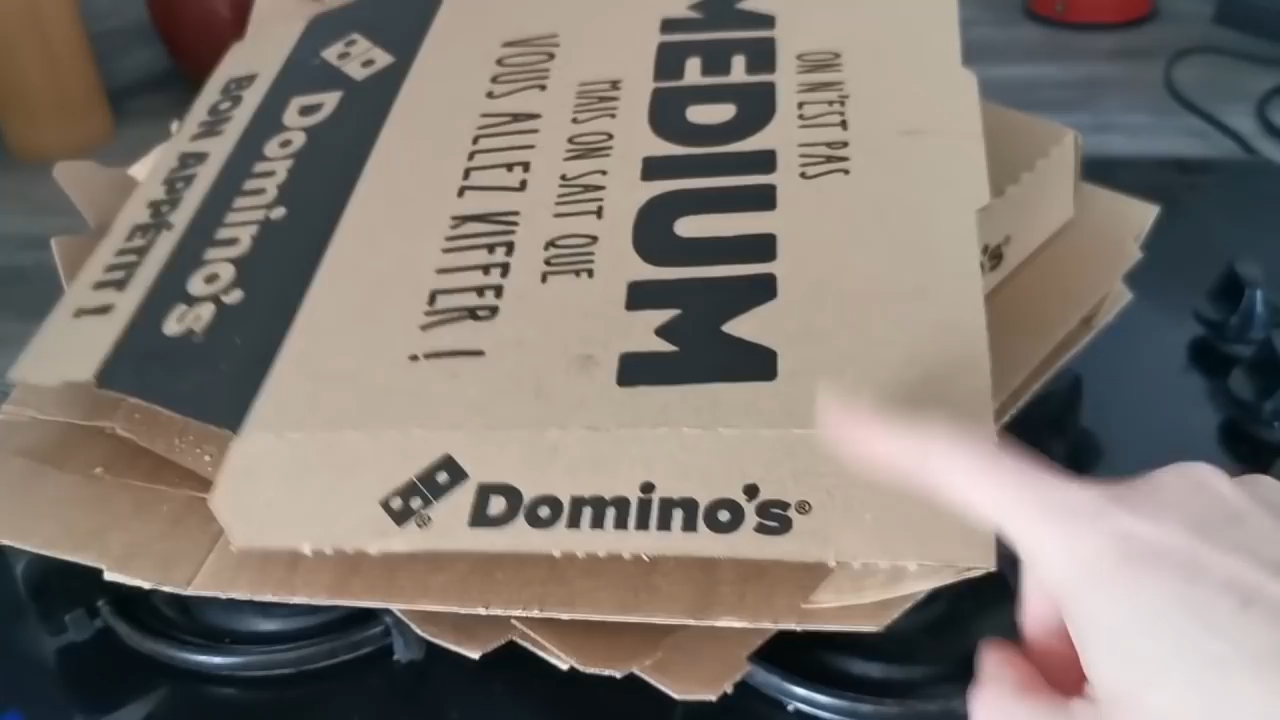 ON N'EST PAS
MEDIUM
MAIS ON SAIT QUE
VOUS ALLEZ KIFFER !
Domino's
BON APPÉTIT !
Domino's®